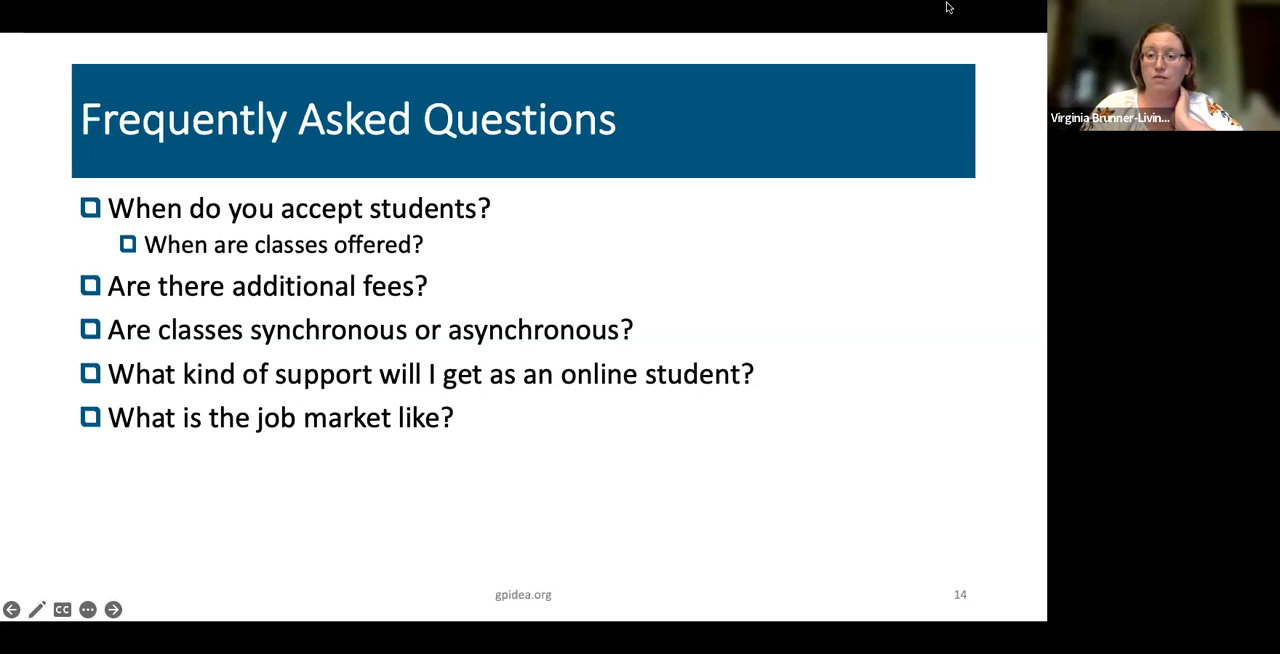 Frequently Asked Questions
When do you accept students?
When are classes offered?
Are there additional fees?
Are classes synchronous or asynchronous?
What kind of support will I get as an online student?
What is the job market like?
gpidea.org
14
CC
Virginia Brunner-Livin...